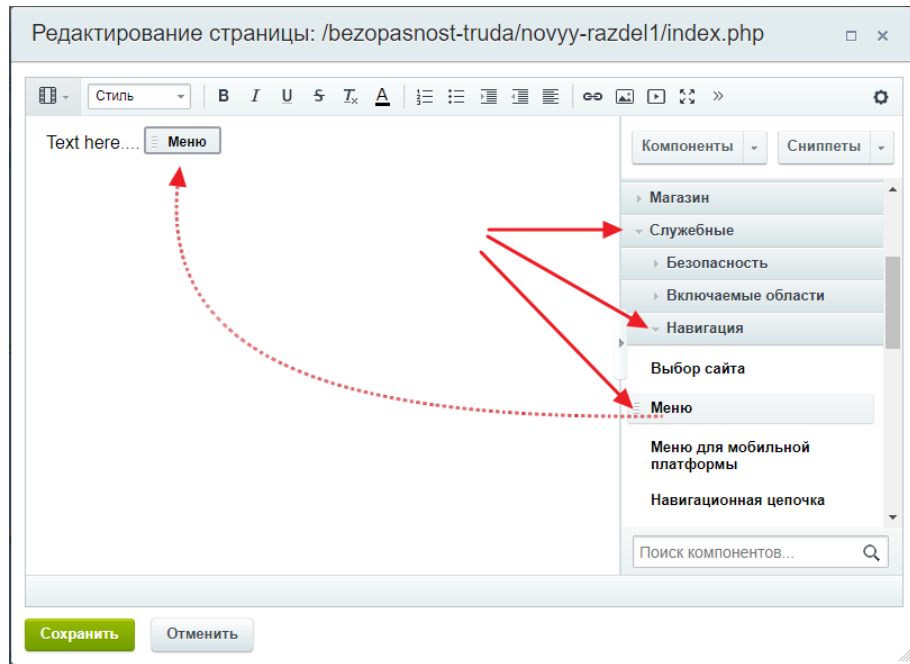 Редактирование страницы: /bezopasnost-truda/novyy-razdel1/index.php
Стиль B I U S Tx A
Text here.... Меню
Компоненты Сниппеты
Магазин
Служебные
Безопасность
Включаемые области
Навигация
Выбор сайта
Меню
Меню для мобильной
платформы
Навигационная цепочка
Поиск компонентов...
Сохранить Отменить